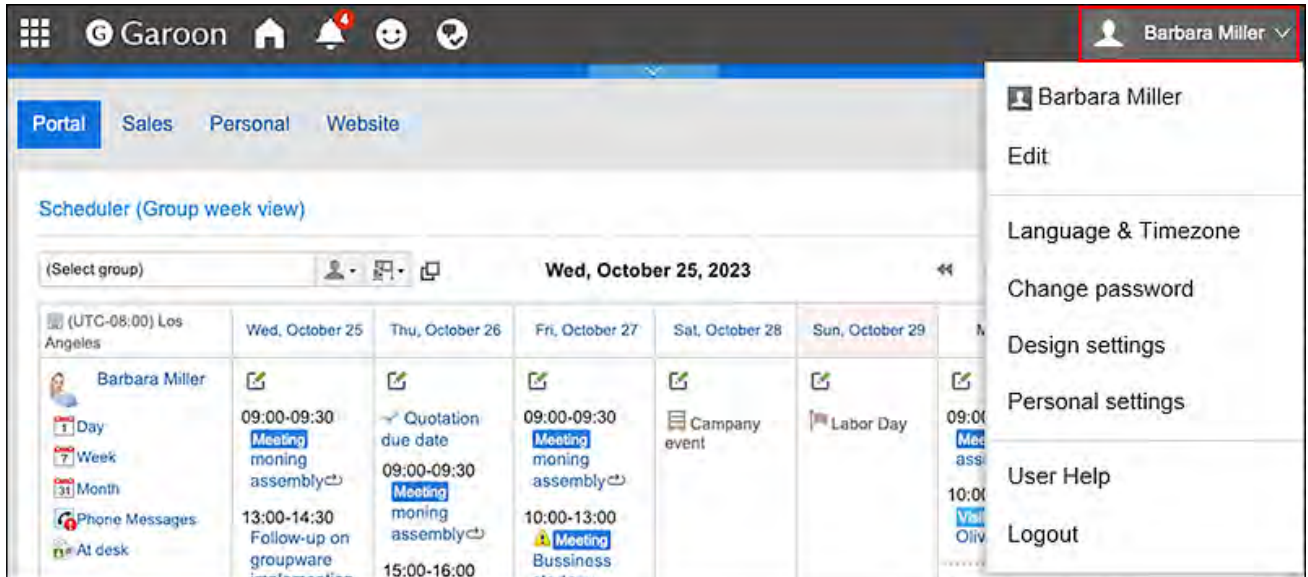 G Garoon 4 Barbara Miller
Portal Sales Personal Website
Barbara Miller
Edit
Language & Timezone
Change password
Design settings
Personal settings
User Help
Logout
Scheduler (Group week view)
(Select group) Wed, October 25, 2023
(UTC-08:00) Los
Angeles
Wed, October 25 Thu, October 26 Fri, October 27 Sat, October 28 Sun, October 29
Barbara Miller
1 Day
7 Week
31 Month
Phone Messages
At desk
09:00-09:30
Meeting
moning
assembly
13:00-14:30
Follow-up on
groupware
Quotation
due date
09:00-09:30
Meeting
moning
assembly
15:00-16:00
09:00-09:30
Meeting
moning
assembly
10:00-13:00
Meeting
Bussiness
Campany
event
Labor Day